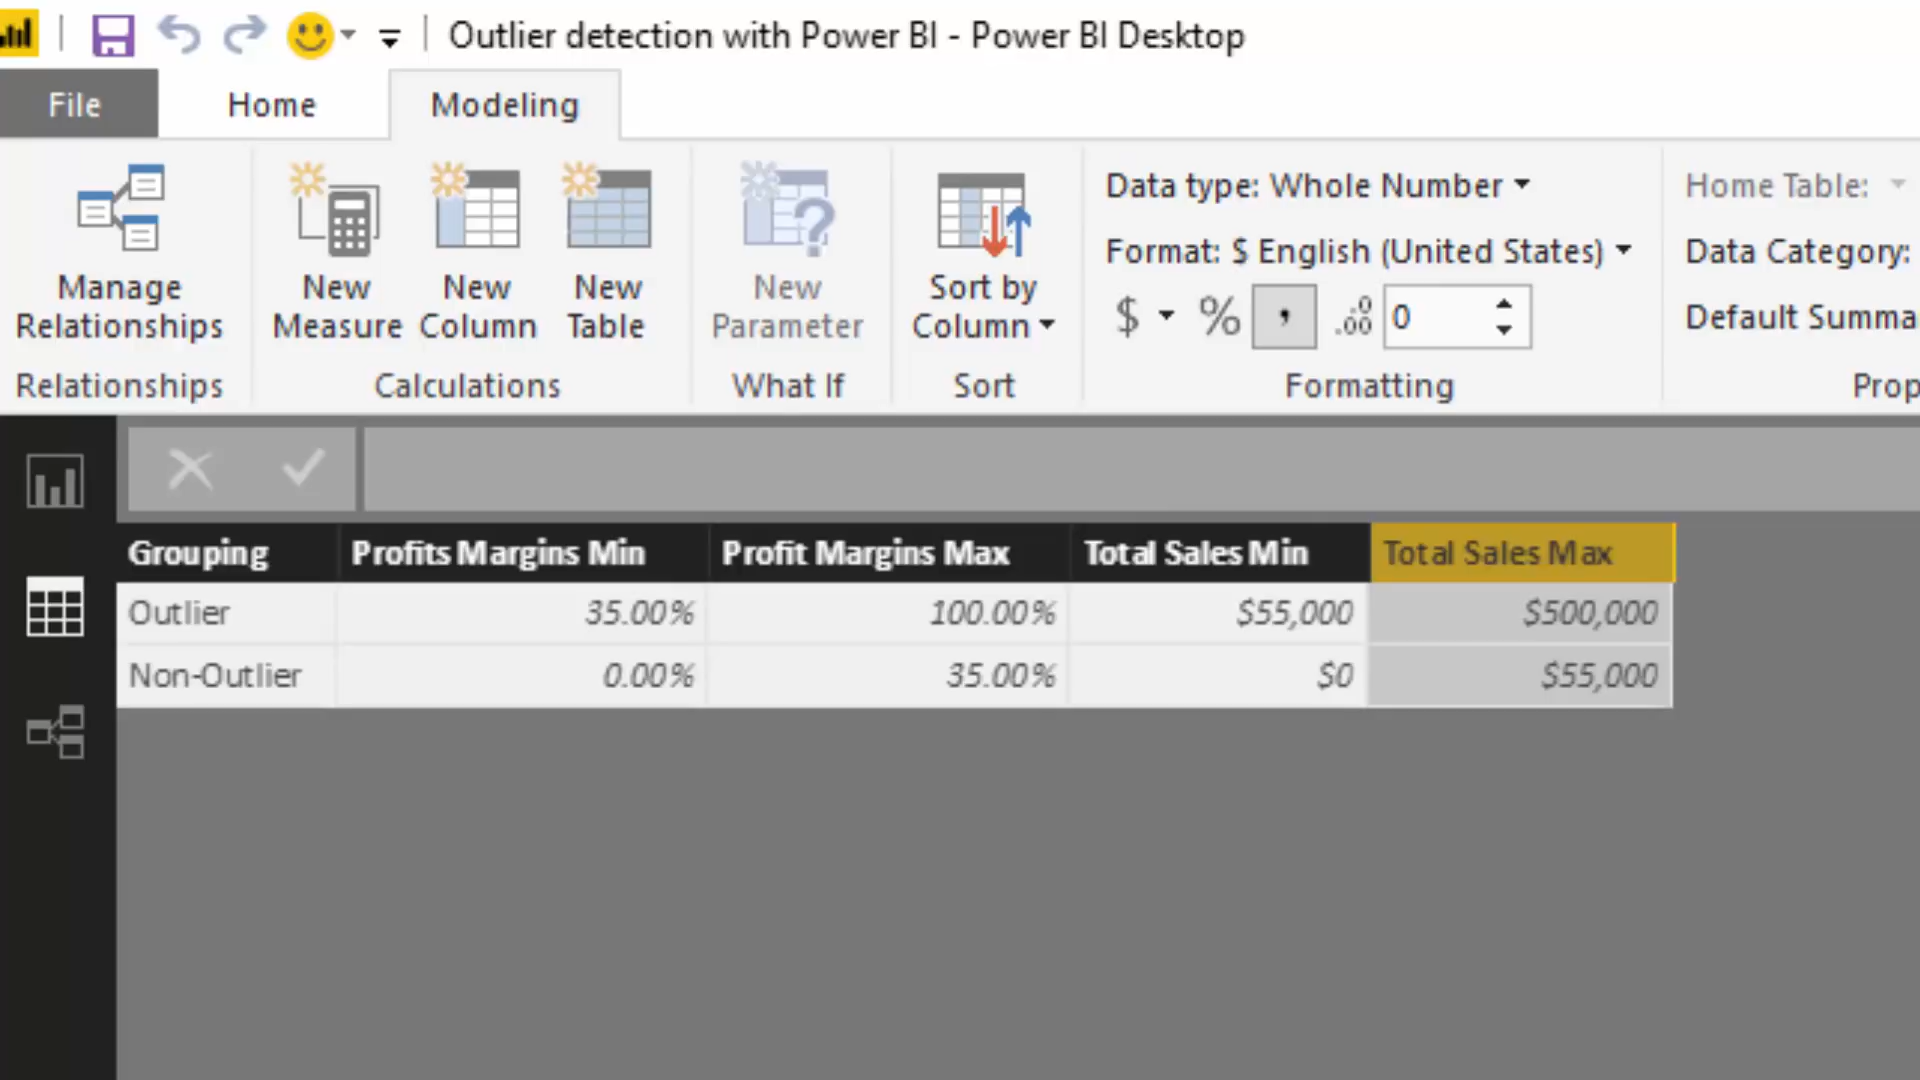 Outlier detection with Power BI - Power BI Desktop
File Home Modeling
Manage Relationships
New Measure
New Column
New Table
New Parameter
Sort by Column
Data type: Whole Number
Format: $ English (United States)
$ % , .00 0
Home Table:
Data Category:
Default Summa
Relationships Calculations What If Sort Formatting Prop
Grouping Profits Margins Min Profit Margins Max Total Sales Min Total Sales Max
Outlier 35.00% 100.00% $55,000 $500,000
Non-Outlier 0.00% 35.00% $0 $55,000